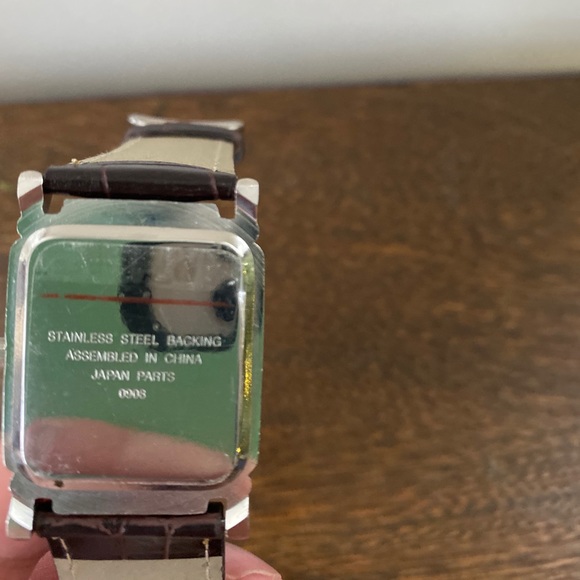 STAINLESS STEEL BACKING
ASSEMBLED IN CHINA
JAPAN PARTS
0908